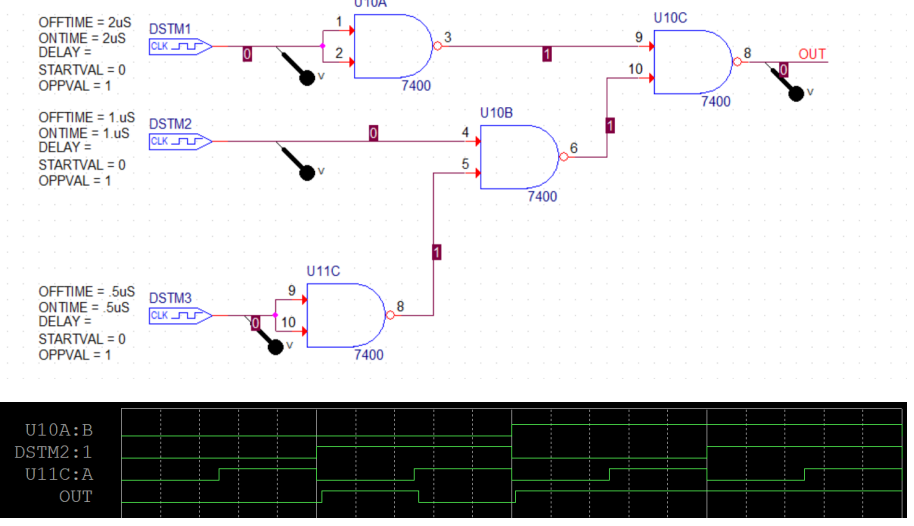 U10A
OFFTIME = 2uS
ONTIME = 2uS
DELAY =
STARTVAL = 0
OPPVAL = 1
DSTM1
CLK
0
V
1
2
3
7400
1
U10C
9
10
8
7400
OUT
0
V
OFFTIME = 1.uS
ONTIME = 1.uS
DELAY =
STARTVAL = 0
OPPVAL = 1
DSTM2
CLK
0
V
U10B
4
5
6
7400
1
1
OFFTIME = .5uS
ONTIME = .5uS
DELAY =
STARTVAL = 0
OPPVAL = 1
DSTM3
CLK
0
V
U11C
9
10
8
7400
U10A:B
DSTM2:1
U11C:A
OUT